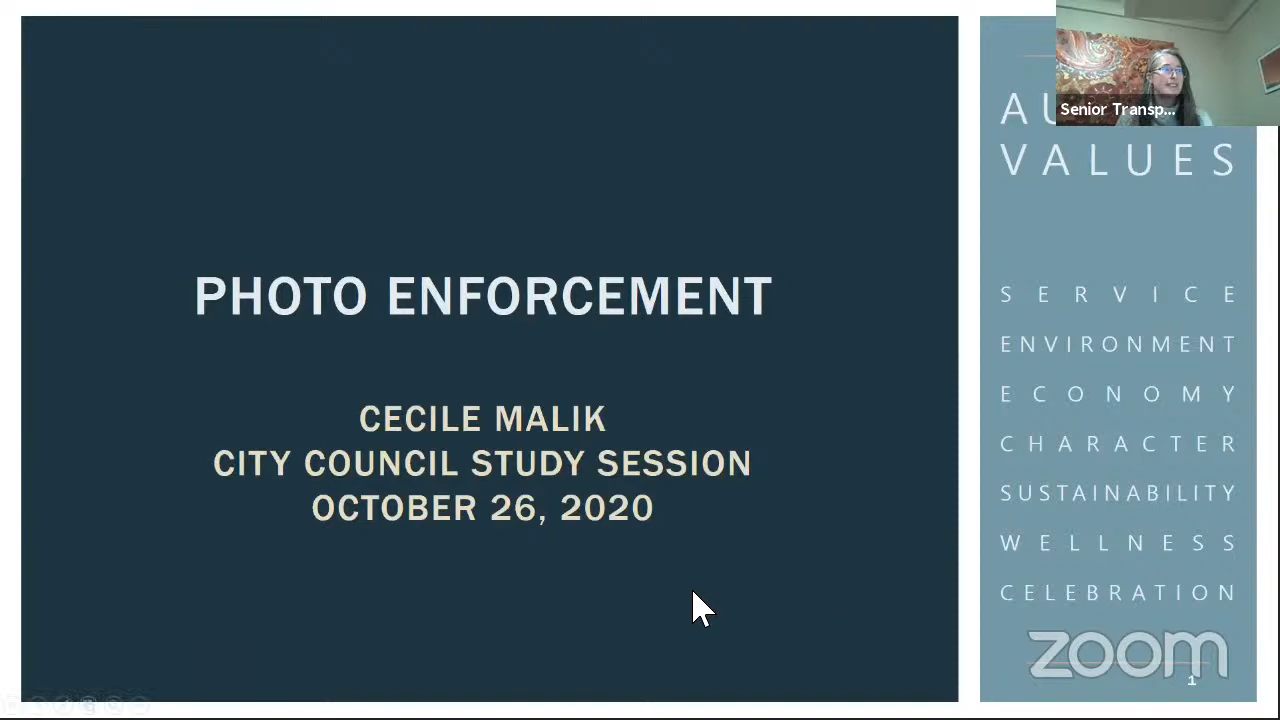 PHOTO ENFORCEMENT
CECILE MALIK
CITY COUNCIL STUDY SESSION
OCTOBER 26, 2020
Senior Transp...
VALUES
SERVICE
ENVIRONMENT
ECONOMY
CHARACTER
SUSTAINABILITY
WELLNESS
CELEBRATION
zoom
1